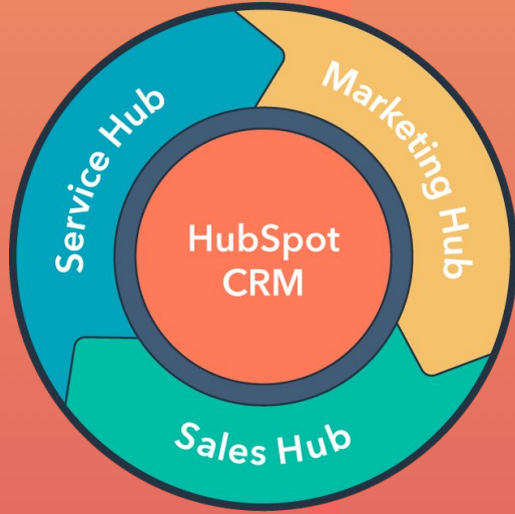 Service Hub
Marketing Hub
HubSpot
CRM
Sales Hub